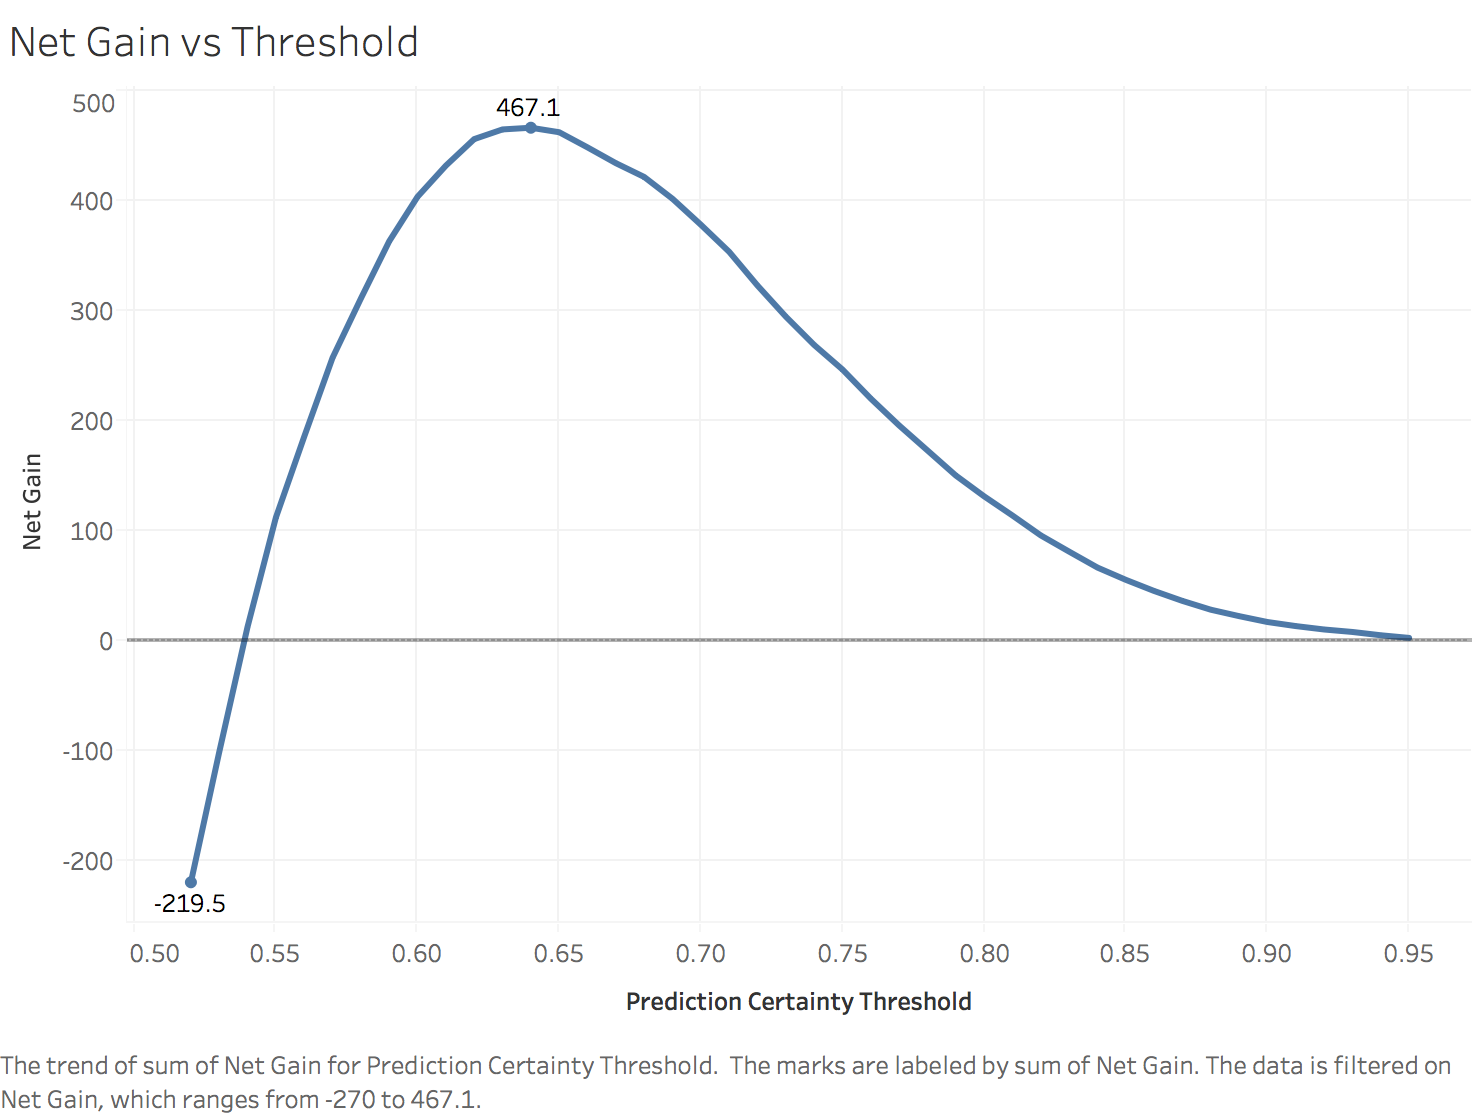 Net Gain vs Threshold
500
467.1
400
300
200
Net Gain
100
0
-100
-200
-219.5
0.50 0.55 0.60 0.65 0.70 0.75 0.80 0.85 0.90 0.95
Prediction Certainty Threshold
The trend of sum of Net Gain for Prediction Certainty Threshold.  The marks are labeled by sum of Net Gain. The data is filtered on
Net Gain, which ranges from -270 to 467.1.